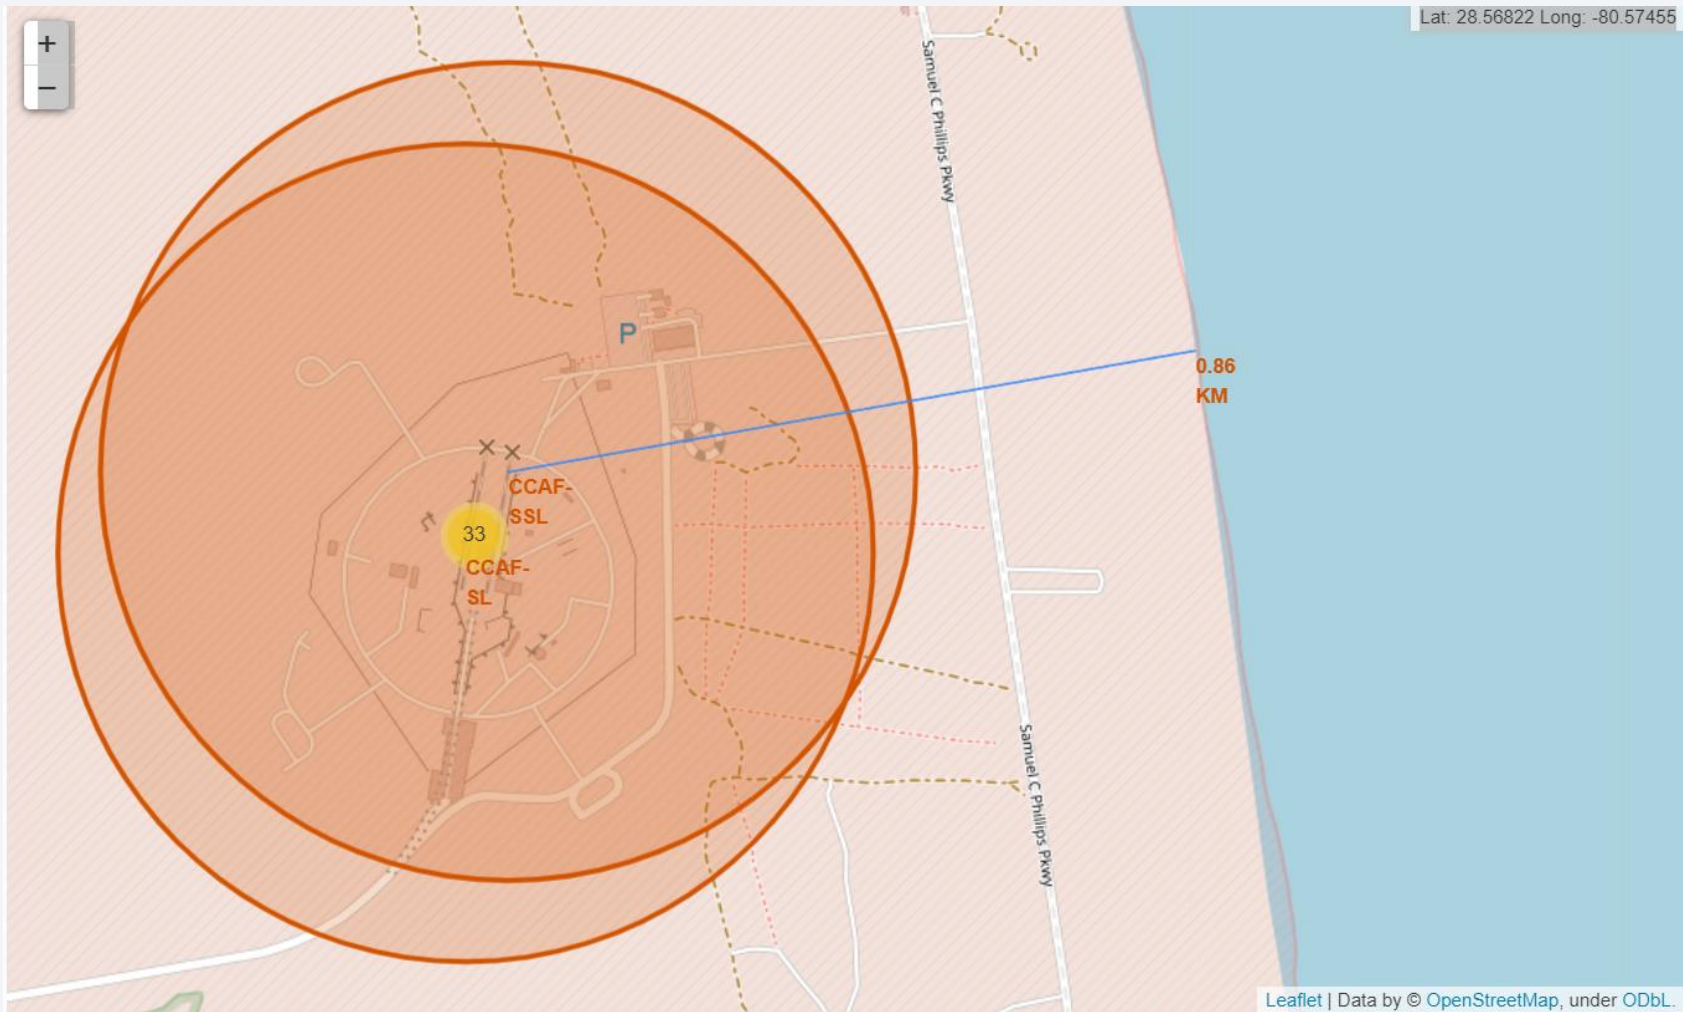 +
Lat: 28.56822 Long: -80.57455
−
Samuel C Phillips Pkwy
P
0.86
KM
CCAF-
SSL
33
CCAF-
SL
Samuel C Phillips Pkwy
Leaflet | Data by © OpenStreetMap, under ODbL.